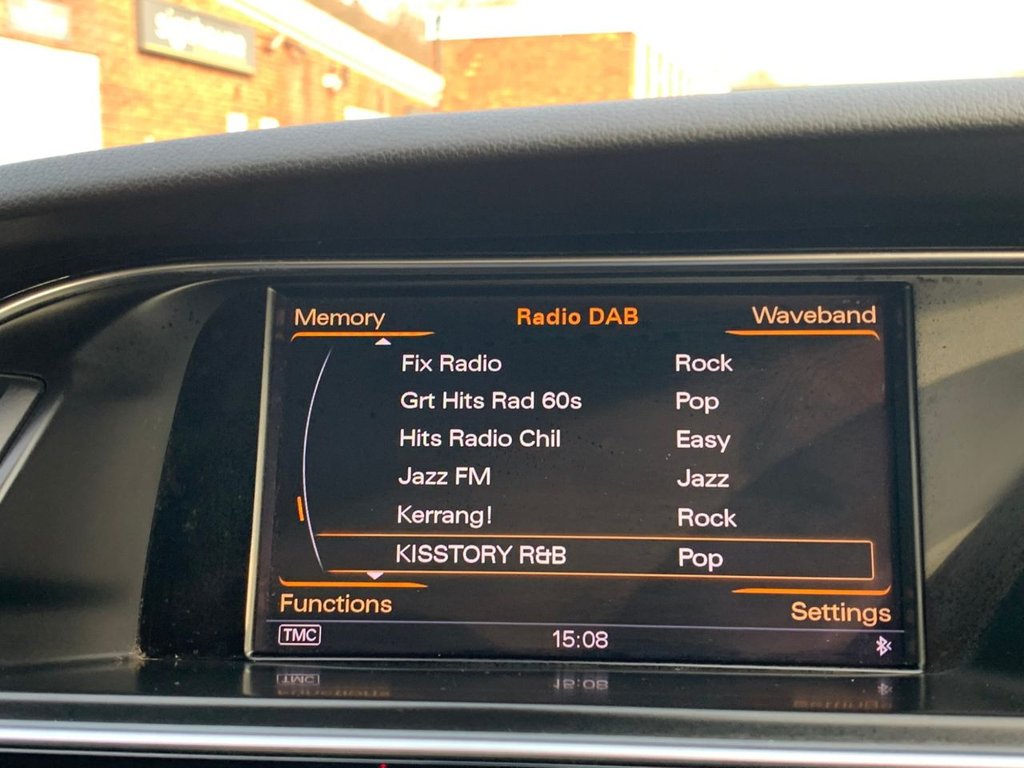 Memory Radio DAB Waveband
Fix Radio Rock
Grt Hits Rad 60s Pop
Hits Radio Chil Easy
Jazz FM Jazz
Kerrang! Rock
KISSTORY R&B Pop
Functions Settings
TMC 15:08